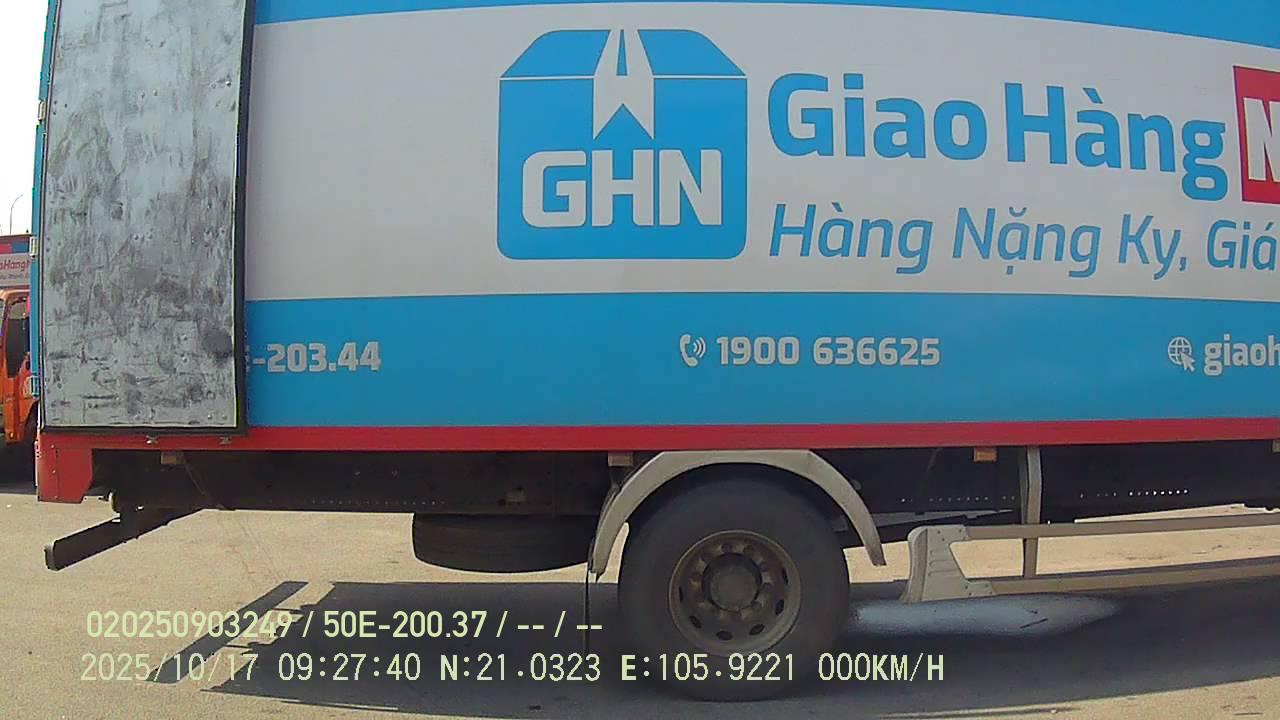 GHN
Giao Hàng N
Hàng Nặng Ký, Giá
-203.44
1900 636625
giaoh
020250903249 / 50E-200.37 / -- / --
2025/10/17 09:27:40 N:21.0323 E:105.9221 000KM/H